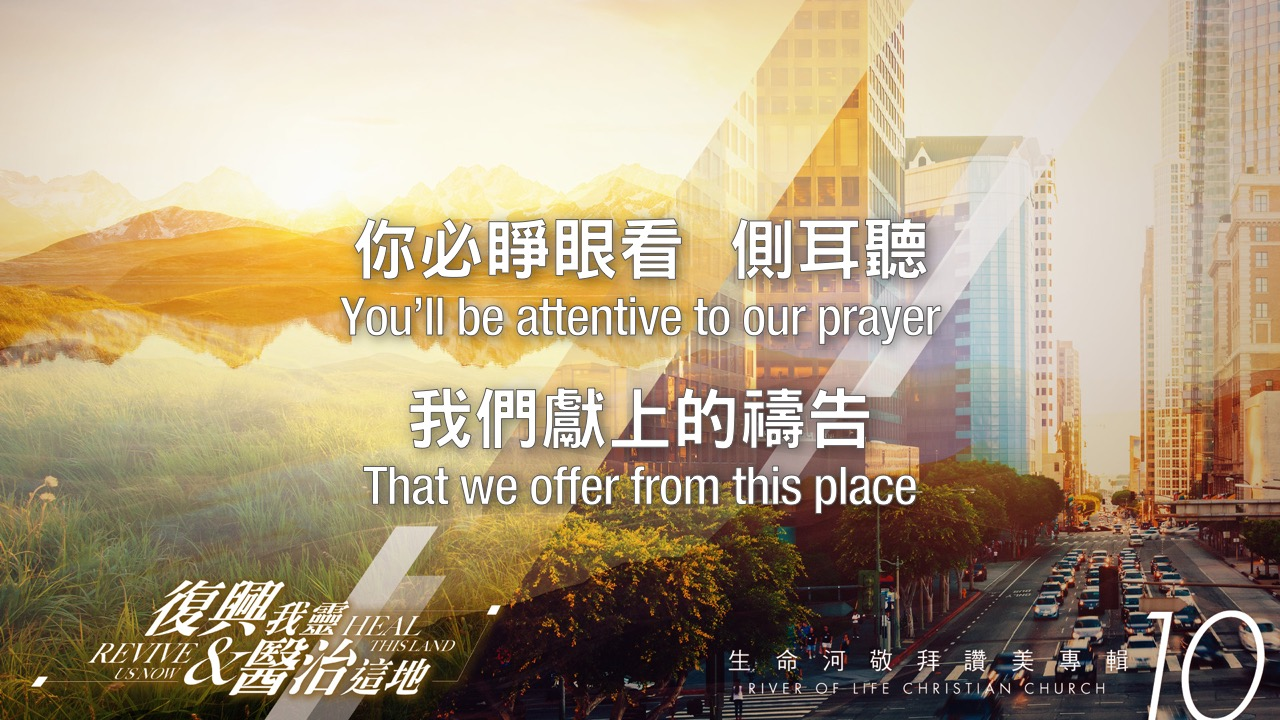 你必睜眼看 側耳聽
You'll be attentive to our prayer
我們獻上的禱告
That we offer from this place
復興我靈 HEAL THIS LAND
REVIVE US NOW & 醫治這地
生命河敬拜讚美專輯 10
RIVER OF LIFE CHRISTIAN CHURCH